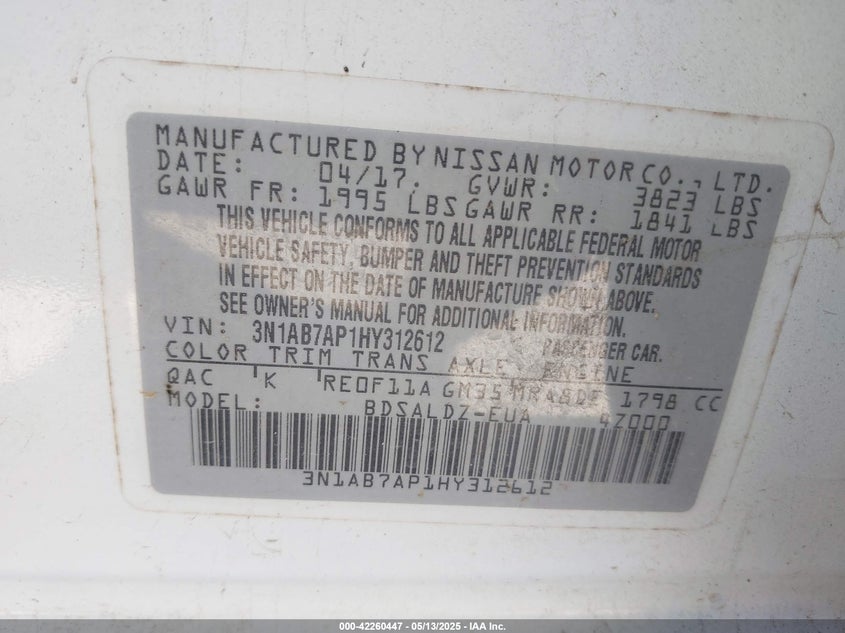 MANUFACTURED BY NISSAN MOTOR CO., LTD.
DATE: 04/17. GVWR: 3823 LBS
GAWR FR: 1995 LBS GAWR RR: 1841 LBS
THIS VEHICLE CONFORMS TO ALL APPLICABLE FEDERAL MOTOR
VEHICLE SAFETY, BUMPER AND THEFT PREVENTION STANDARDS
IN EFFECT ON THE DATE OF MANUFACTURE SHOWN ABOVE.
SEE OWNER'S MANUAL FOR ADDITIONAL INFORMATION.
VIN: 3N1AB7AP1HY312612 PASSENGER CAR.
COLOR TRIM TRANS AXLE ENGINE
QAC K RE0F11A GM35 MRA8DE 1798 CC
MODEL: BDSALDZ-EUA 4Z000
3N1AB7AP1HY312612
000-42260447 - 05/13/2025 - IAA Inc.